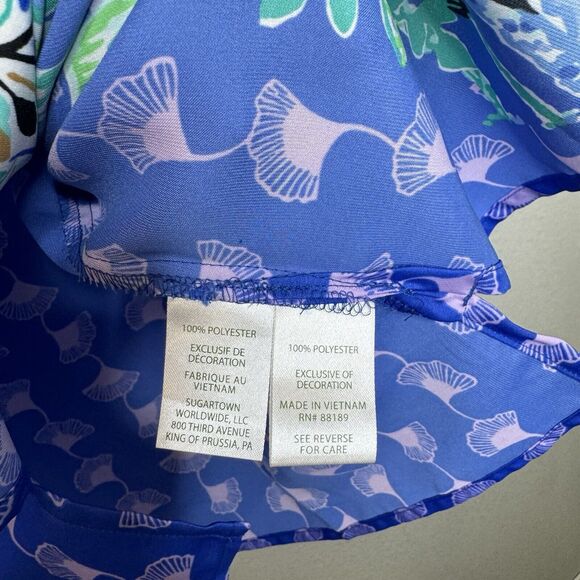 100% POLYESTER
EXCLUSIF DE
DÉCORATION
FABRIQUE AU
VIETNAM
SUGARTOWN
WORLDWIDE, LLC
800 THIRD AVENUE
KING OF PRUSSIA, PA
100% POLYESTER
EXCLUSIVE OF
DECORATION
MADE IN VIETNAM
RN# 88189
SEE REVERSE
FOR CARE